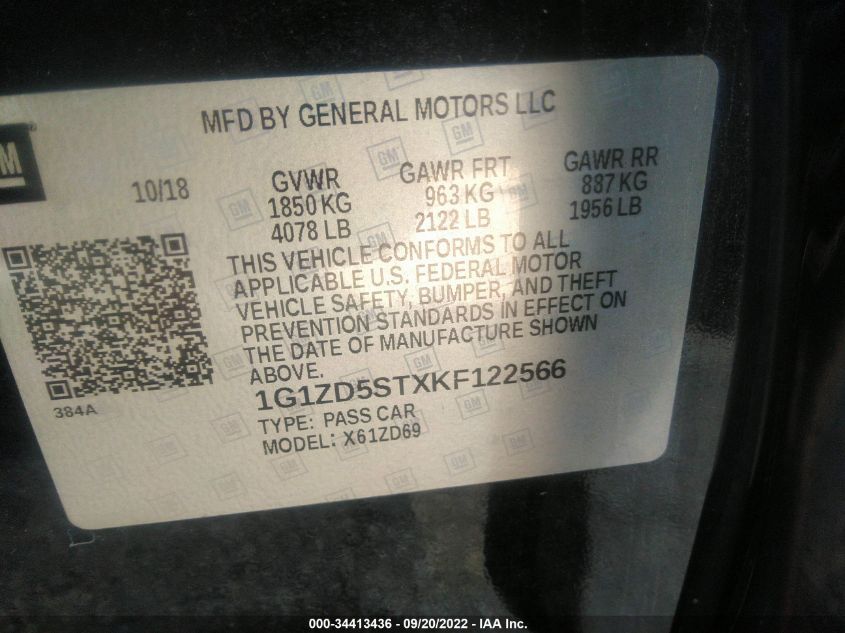 MFD BY GENERAL MOTORS LLC
GM
10/18
GVWR GAWR FRT GAWR RR
1850 KG 963 KG 887 KG
4078 LB 2122 LB 1956 LB
THIS VEHICLE CONFORMS TO ALL
APPLICABLE U.S. FEDERAL MOTOR
VEHICLE SAFETY, BUMPER, AND THEFT
PREVENTION STANDARDS IN EFFECT ON
THE DATE OF MANUFACTURE SHOWN
ABOVE.
384A
1G1ZD5STXKF122566
TYPE: PASS CAR
MODEL: X61ZD69
000-34413436 - 09/20/2022 - IAA Inc.